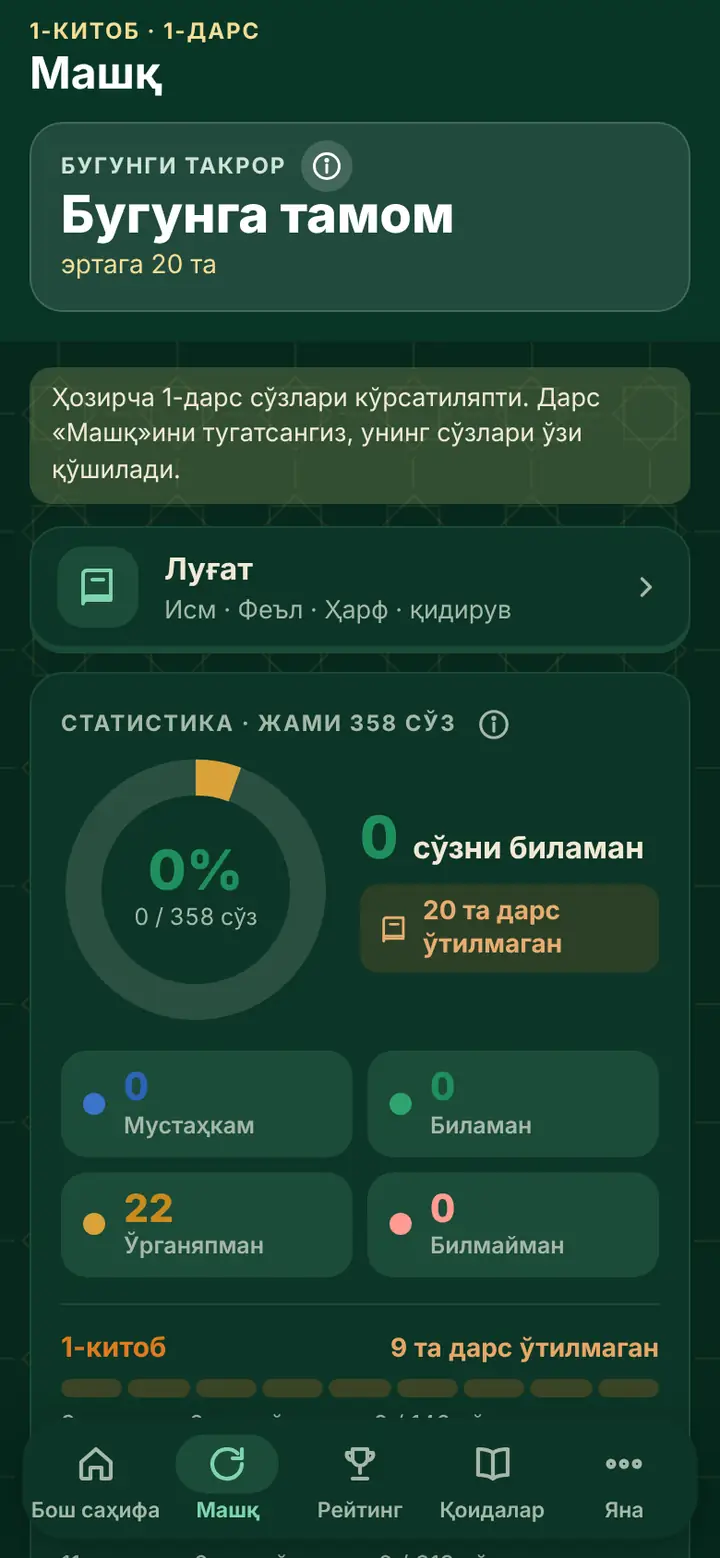 1-КИТОБ · 1-ДАРС
Машқ
БУГУНГИ ТАКРОР
Бугунга тамом
эртага 20 та
Ҳозирча 1-дарс сўзлари кўрсатиляпти. Дарс
«Машқ»ини тугатсангиз, унинг сўзлари ўзи
қўшилади.
Луғат
Исм · Феъл · Ҳарф · қидирув
СТАТИСТИКА · ЖАМИ 358 СЎЗ
0%
0 / 358 сўз
0 сўзни биламан
20 та дарс
ўтилмаган
0
Мустаҳкам
0
Биламан
22
Ўрганяпман
0
Билмайман
1-китоб
9 та дарс ўтилмаган
Бош саҳифа
Машқ
Рейтинг
Қоидалар
Яна